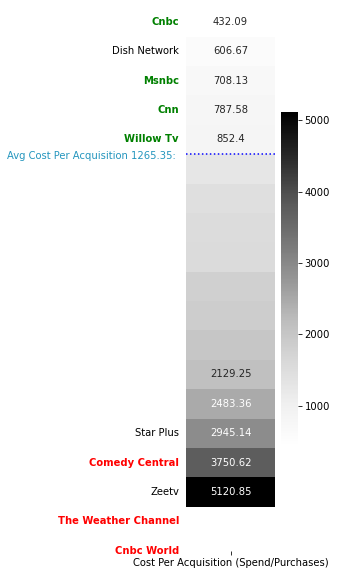 Cnbc 432.09
Dish Network 606.67
Msnbc 708.13
Cnn 787.58
Willow Tv 852.4
Avg Cost Per Acquisition 1265.35:
5000
4000
3000
2000
1000
2129.25
2483.36
Star Plus 2945.14
Comedy Central 3750.62
Zeetv 5120.85
The Weather Channel
Cnbc World
Cost Per Acquisition (Spend/Purchases)